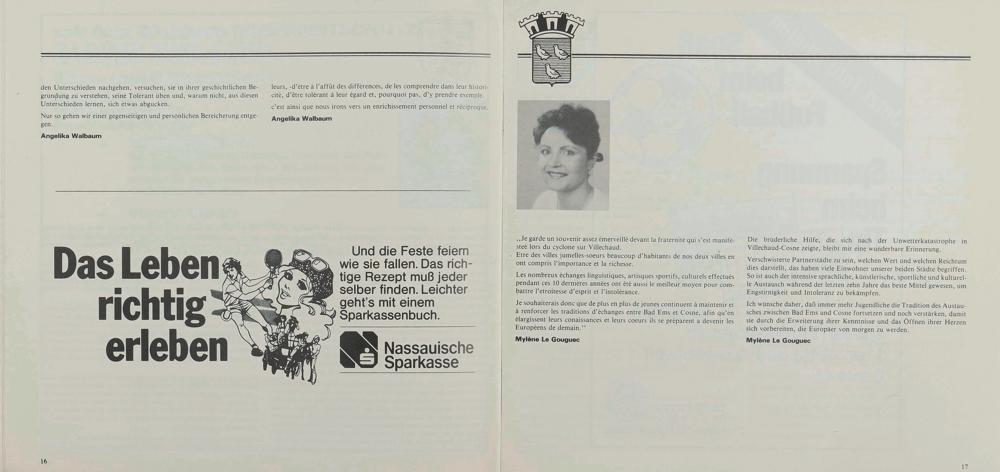 den Unterschieden nachgehen, versuchen, sie in ihrer geschichtlichen Be-
gründung zu verstehen, seine Tolerant üben und, warum nicht, aus diesen
Unterschieden lernen, sich etwas abgucken.
Nur so gehen wir einer gegenseitigen und persönlichen Bereicherung entge-
gen.
Angelika Walbaum
leurs, -d'être à l'affût des différences, de les comprendre dans leur histori-
cité, d'être tolérant à leur égard et, pourquoi pas, d'y prendre exemple.
c'est ainsi que nous irons vers un enrichissement personnel et réciproque.
Angelika Walbaum
Das Leben
richtig
erleben
Und die Feste feiern
wie sie fallen. Das rich-
tige Rezept muß jeder
selber finden. Leichter
geht's mit einem
Sparkassenbuch.
Nassauische
Sparkasse
16
„Je garde un souvenir assez émerveillé devant la fraternité qui s'est manife-
steé lors du cyclone sur Villechaud.
Etre des villes jumelles-soeurs beaucoup d'habitants de nos deux villes en
ont compris l'importance et la richesse.
Les nombreux échanges linguistiques, artisques sportifs, culturels effectués
pendant ces 10 dernières années ont été aussi le meilleur moyen pour com-
battre l'etroitesse d'esprit et l'intolérance.
Je souhaiterais donc que de plus en plus de jeunes continuent à maintenir et
à renforcer les traditions d'échanges entre Bad Ems et Cosne, afin qu'en
élargissent leurs conaissances et leurs coeurs ils se préparent a devenir les
Européens de demain."
Mylène Le Gouguec
Die brüderliche Hilfe, die sich nach der Unwetterkatastrophe in
Villechaud-Cosne zeigte, bleibt mir eine wunderbare Erinnerung.
Verschwisterte Partnerstädte zu sein, welchen Wert und welchen Reichtum
dies darstellt, das haben viele Einwohner unserer beiden Städte begriffen.
So ist auch der intensive sprachliche, künstlerische, sportliche und kulturel-
le Austausch während der letzten zehn Jahre das beste Mittel gewesen, um
Engstirnigkeit und Intoleranz zu bekämpfen.
Ich wünsche daher, daß immer mehr Jugendliche die Tradition des Austau-
sches zwischen Bad Ems und Cosne fortsetzen und noch verstärken, damit
sie durch die Erweiterung ihrer Kenntnisse und das Öffnen ihrer Herzen
sich vorbereiten, die Europäer von morgen zu werden.
Mylène Le Gouguec
17